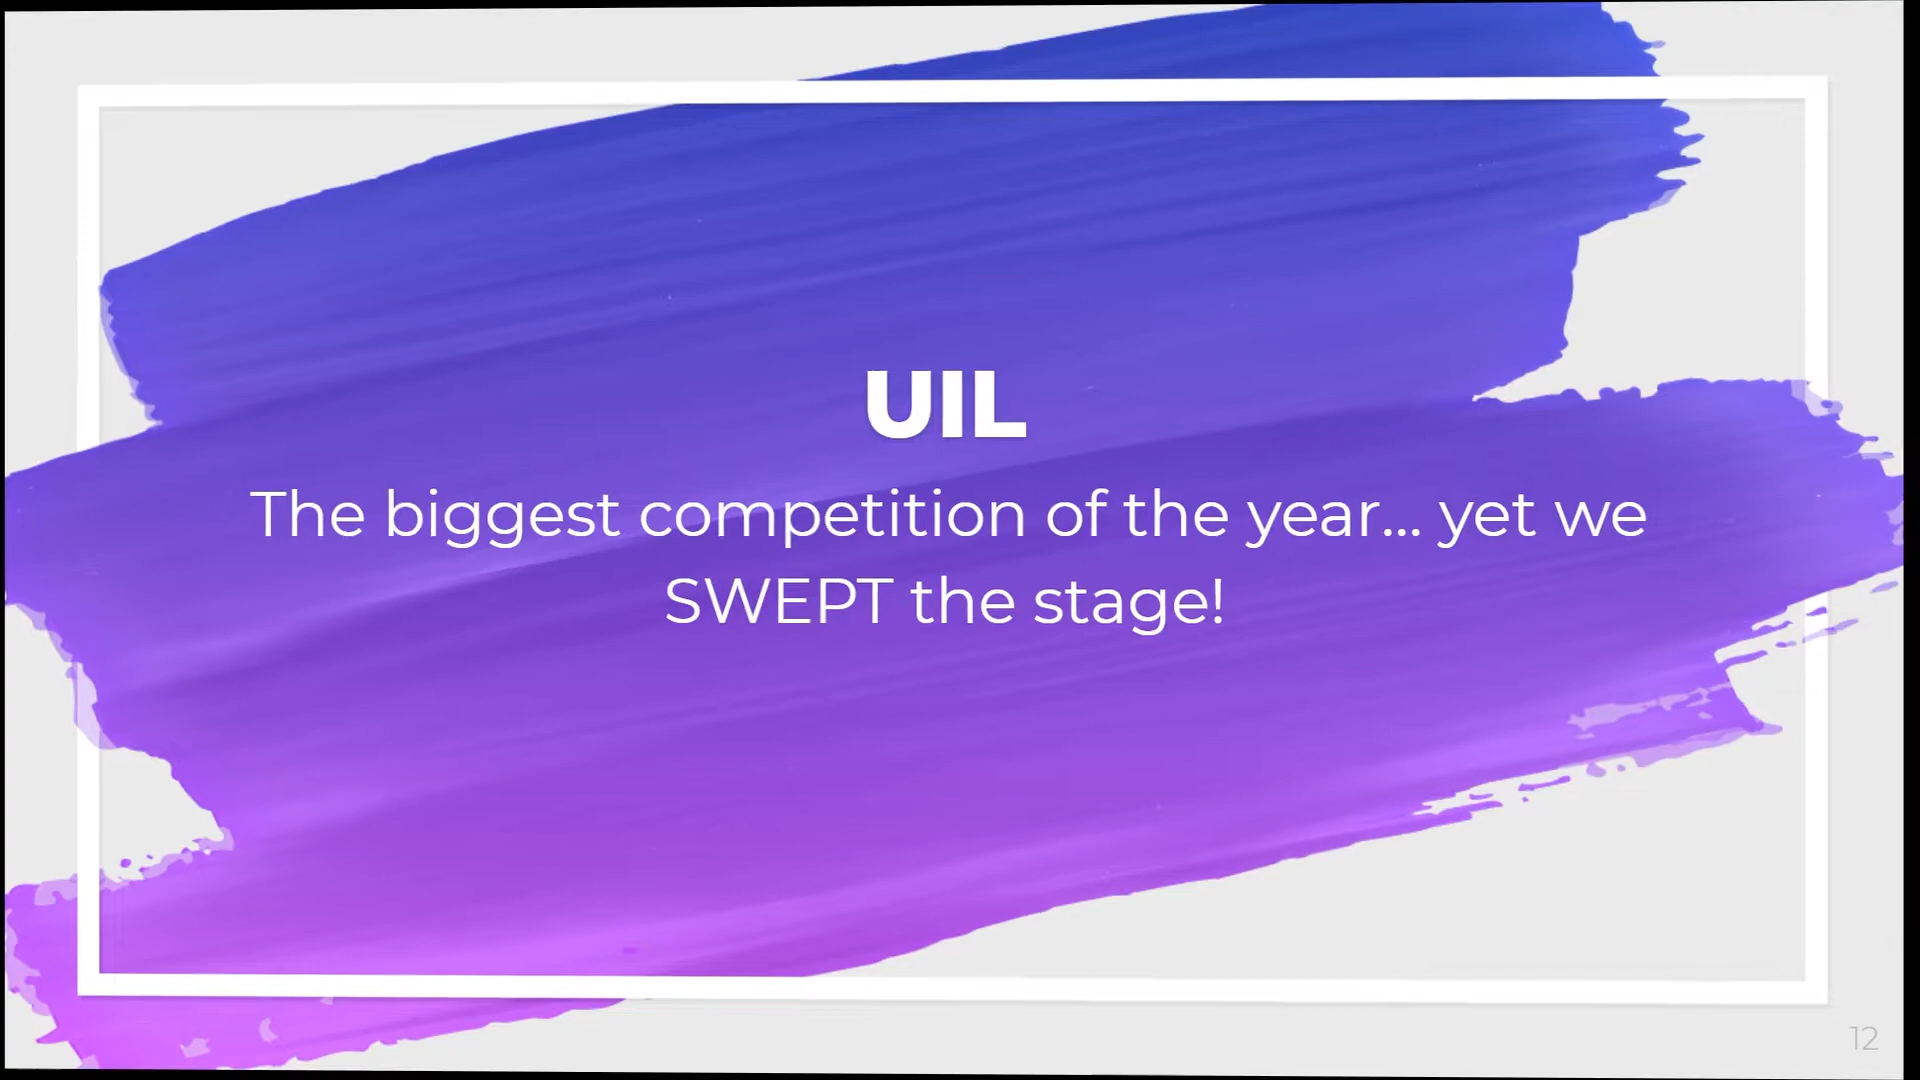 UIL
The biggest competition of the year... yet we
SWEPT the stage!
12